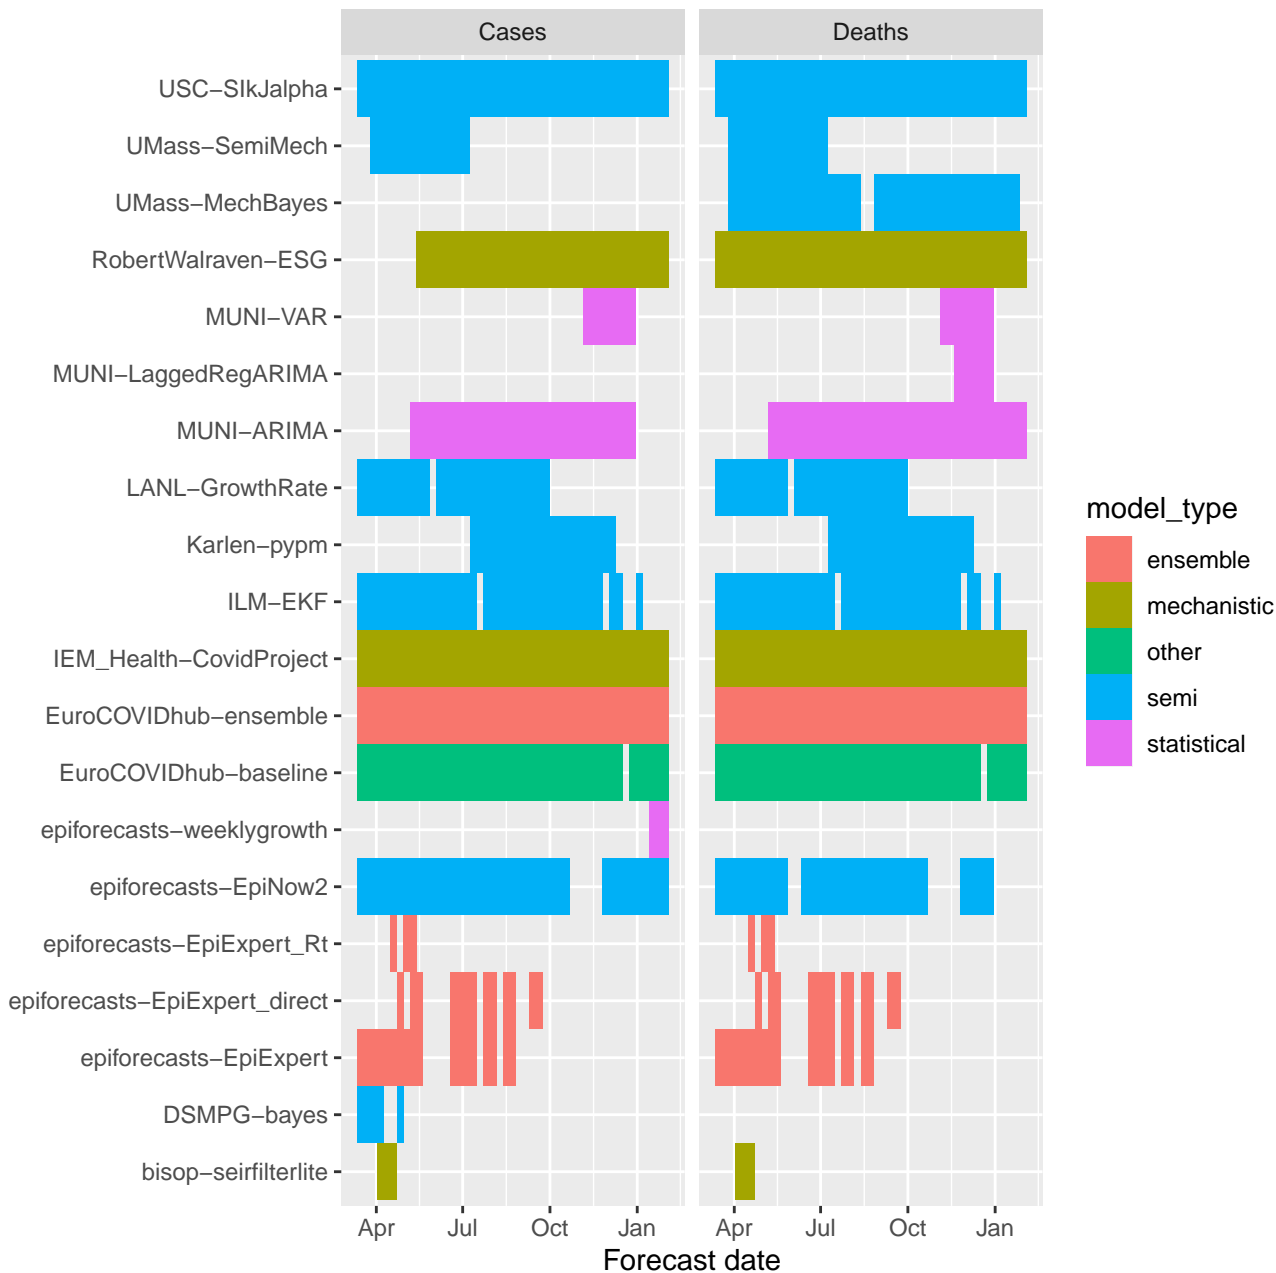 Cases
Deaths
USC−SIkJalpha
UMass−SemiMech
UMass−MechBayes
RobertWalraven−ESG
MUNI−VAR
MUNI−LaggedRegARIMA
MUNI−ARIMA
LANL−GrowthRate
Karlen−pypm
ILM−EKF
IEM_Health−CovidProject
EuroCOVIDhub−ensemble
EuroCOVIDhub−baseline
epiforecasts−weeklygrowth
epiforecasts−EpiNow2
epiforecasts−EpiExpert_Rt
epiforecasts−EpiExpert_direct
epiforecasts−EpiExpert
DSMPG−bayes
bisop−seirfilterlite
Apr Jul Oct Jan
Apr Jul Oct Jan
Forecast date
model_type
ensemble
mechanistic
other
semi
statistical